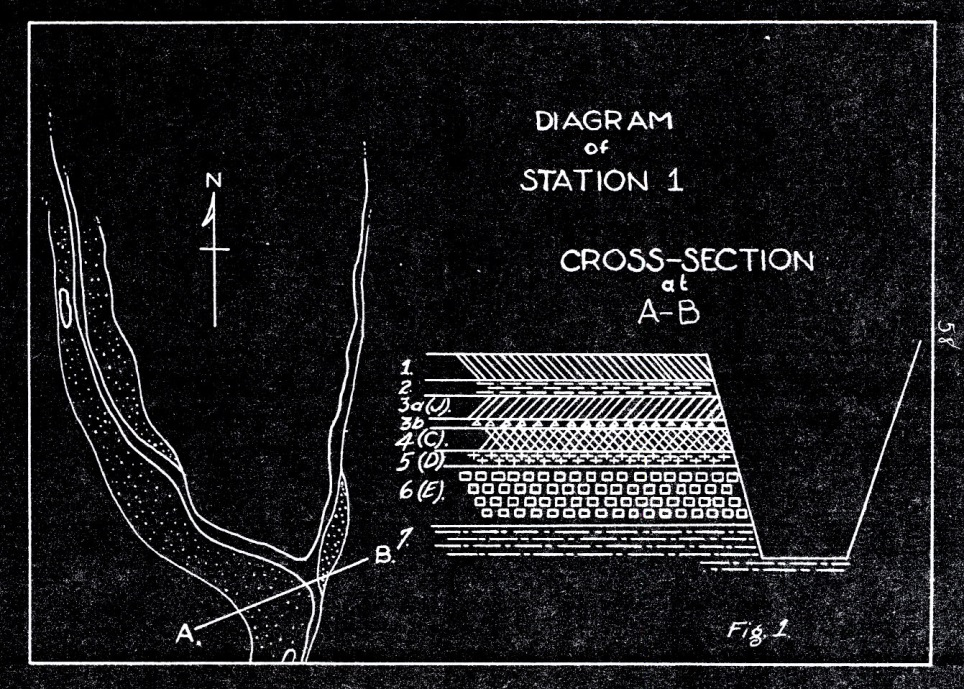 DIAGRAM
of
STATION 1
N
CROSS-SECTION
at
A-B
58
1.
2.
3a(J).
3b
4(C).
5(D)
6(E).
7.
B.
A.
Fig. 1